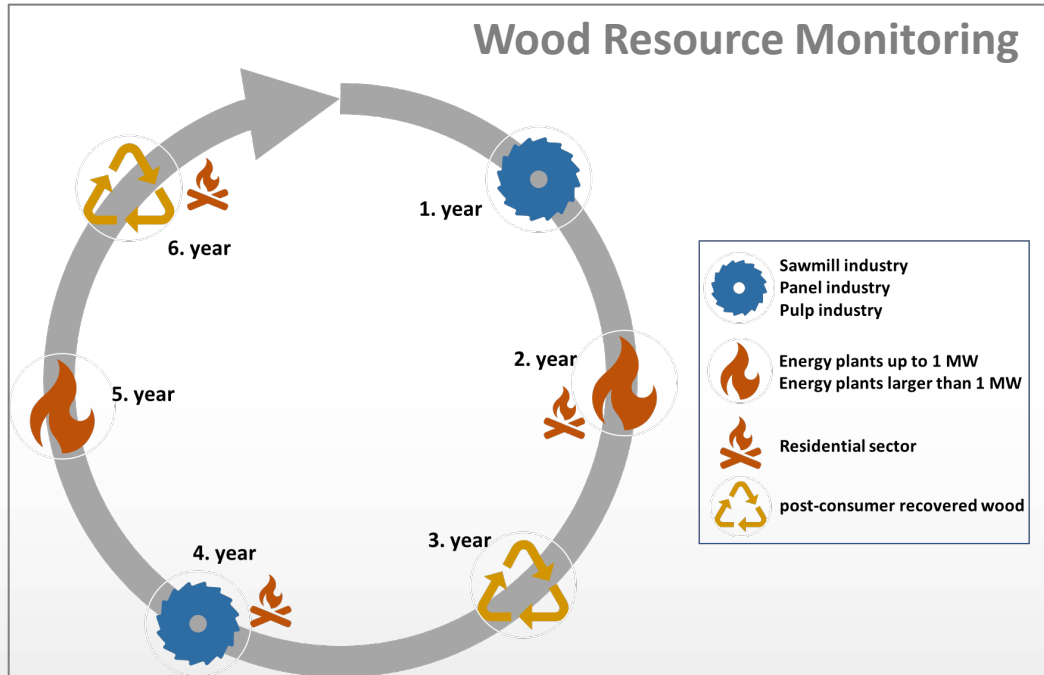 Wood Resource Monitoring
1. year
2. year
3. year
4. year
5. year
6. year
Sawmill industry
Panel industry
Pulp industry
Energy plants up to 1 MW
Energy plants larger than 1 MW
Residential sector
post-consumer recovered wood